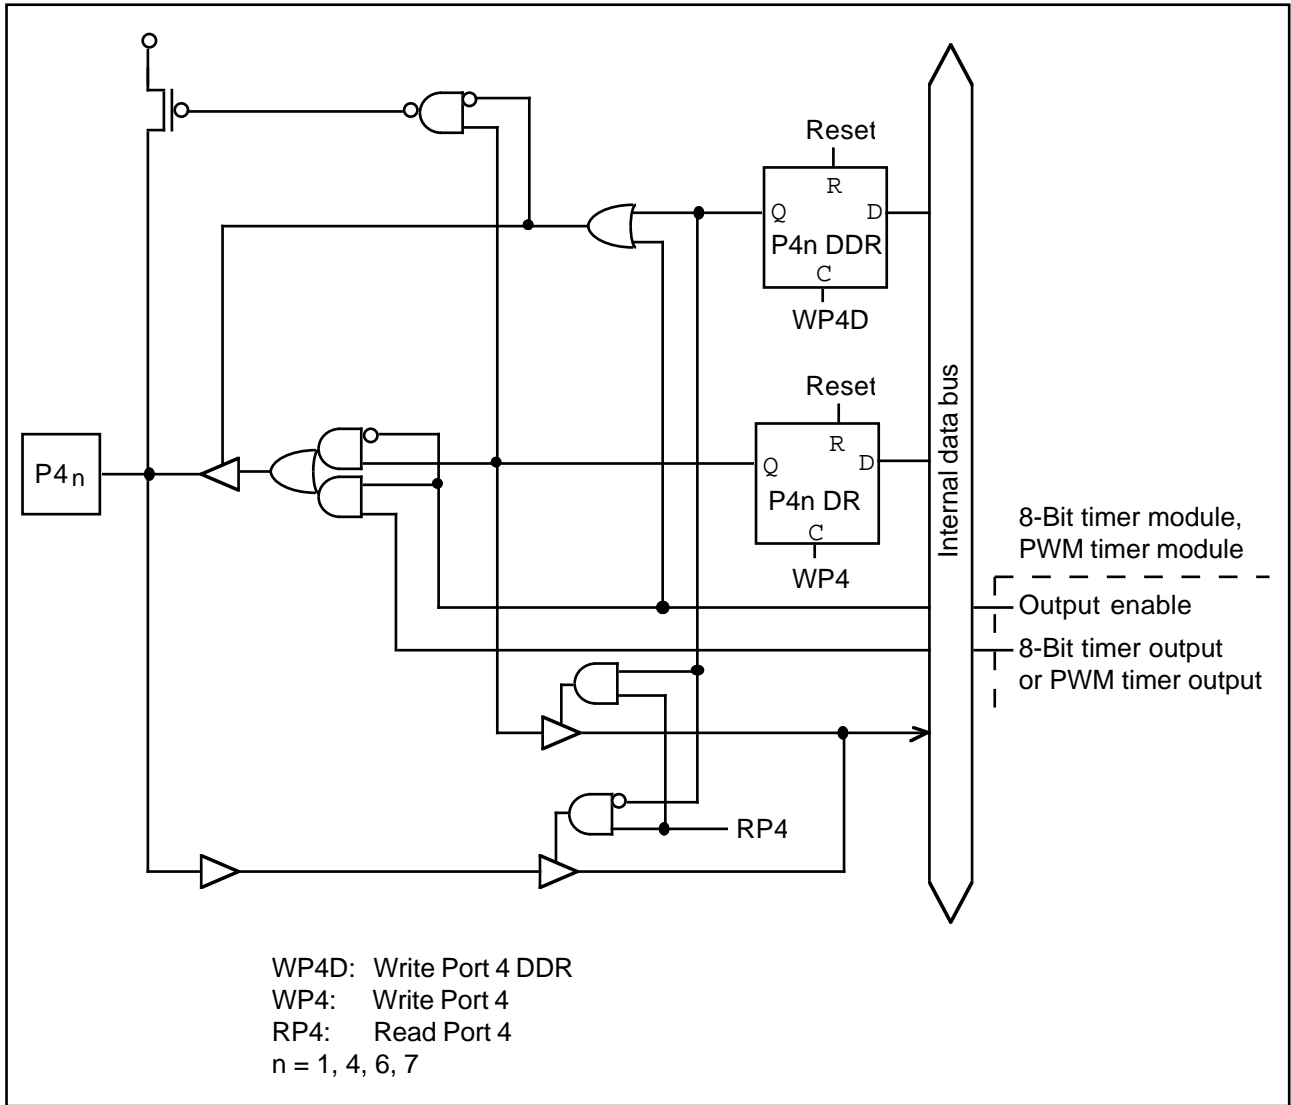 Reset
R
Q D
P4n DDR
C
WP4D
Reset
R
Q D
P4n DR
C
WP4
P4n
Internal data bus
8-Bit timer module,
PWM timer module
Output enable
8-Bit timer output
or PWM timer output
RP4
WP4D: Write Port 4 DDR
WP4: Write Port 4
RP4: Read Port 4
n = 1, 4, 6, 7